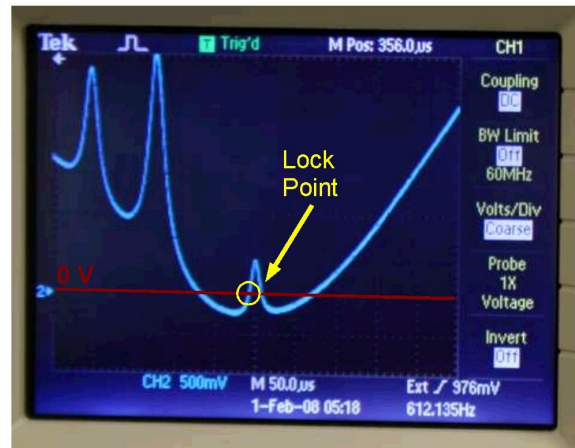 Tek Trig'd M Pos: 356.0µs CH1
Coupling
DC
BW Limit
Off
60MHz
Volts/Div
Coarse
Probe
1X
Voltage
Invert
Off
Lock
Point
0 V
2
CH2 500mV M 50.0µs Ext 976mV
1-Feb-08 05:18 612.135Hz